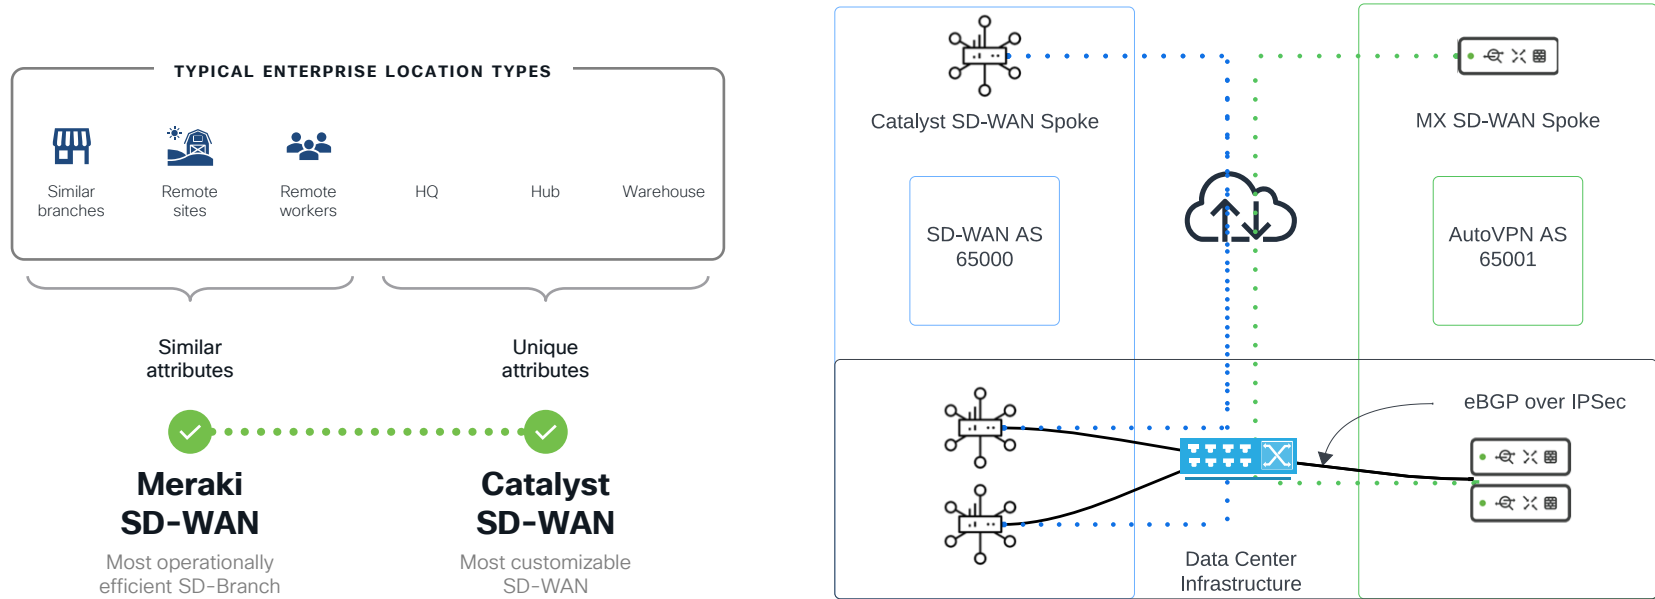 TYPICAL ENTERPRISE LOCATION TYPES
Similar
branches
Remote
sites
Remote
workers
HQ
Hub
Warehouse
Similar
attributes
Unique
attributes
Meraki
SD-WAN
Most operationally
efficient SD-Branch
Catalyst
SD-WAN
Most customizable
SD-WAN
Catalyst SD-WAN Spoke
MX SD-WAN Spoke
SD-WAN AS
65000
AutoVPN AS
65001
eBGP over IPSec
Data Center
Infrastructure